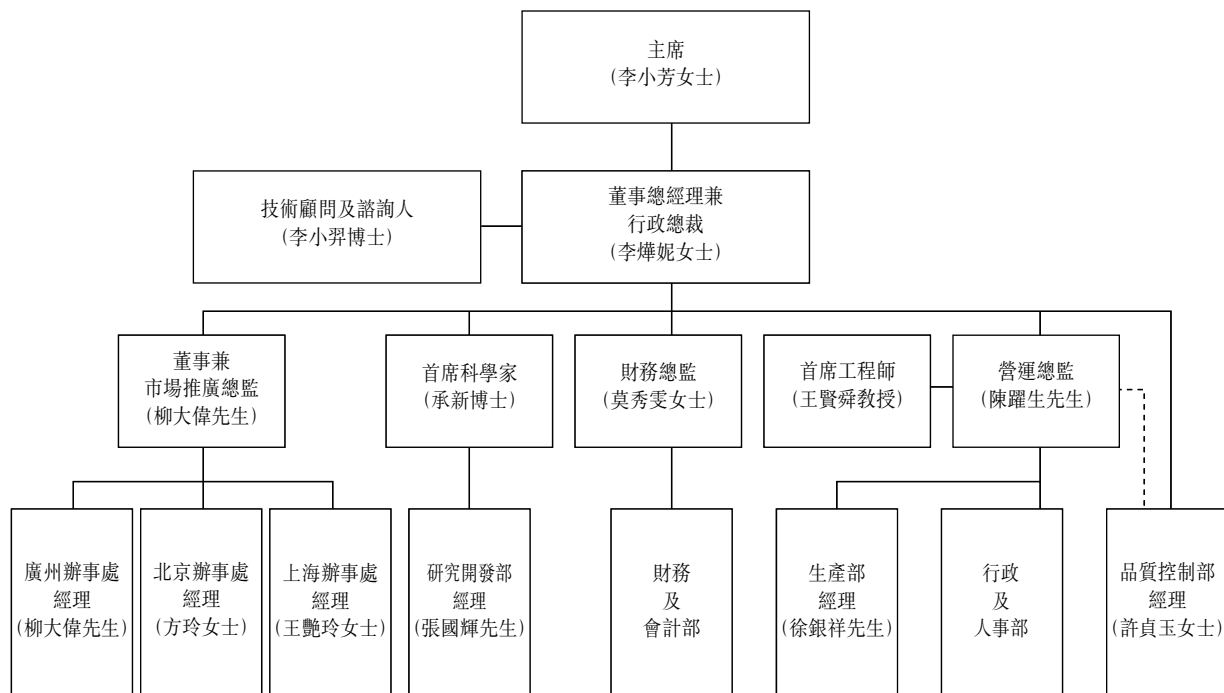 主席
(李小芳女士)
技術顧問及諮詢人
(李小羿博士)
董事總經理兼
行政總裁
(李燁妮女士)
董事兼
市場推廣總監
(柳大偉先生)
首席科學家
(承新博士)
財務總監
(莫秀雯女士)
首席工程師
(王賢舜教授)
營運總監
(陳躍生先生)
廣州辦事處
經理
(柳大偉先生)
北京辦事處
經理
(方玲女士)
上海辦事處
經理
(王艷玲女士)
研究開發部
經理
(張國輝先生)
財務
及
會計部
生產部
經理
(徐銀祥先生)
行政
及
人事部
品質控制部
經理
(許貞玉女士)